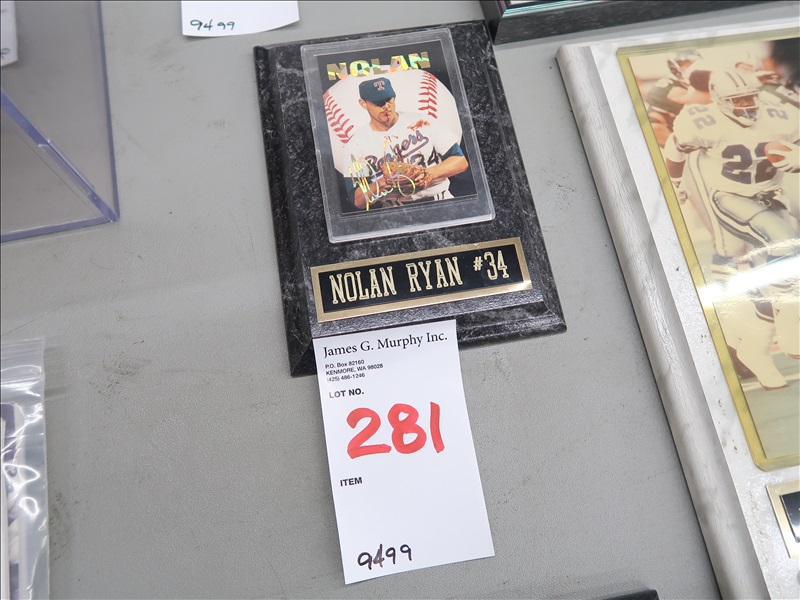 9499
NOLAN
Rangers
34
NOLAN RYAN #34
James G. Murphy Inc.
P.O. Box 82160
KENMORE, WA 98028
(425) 486-1246
LOT NO.
281
ITEM
9499
22